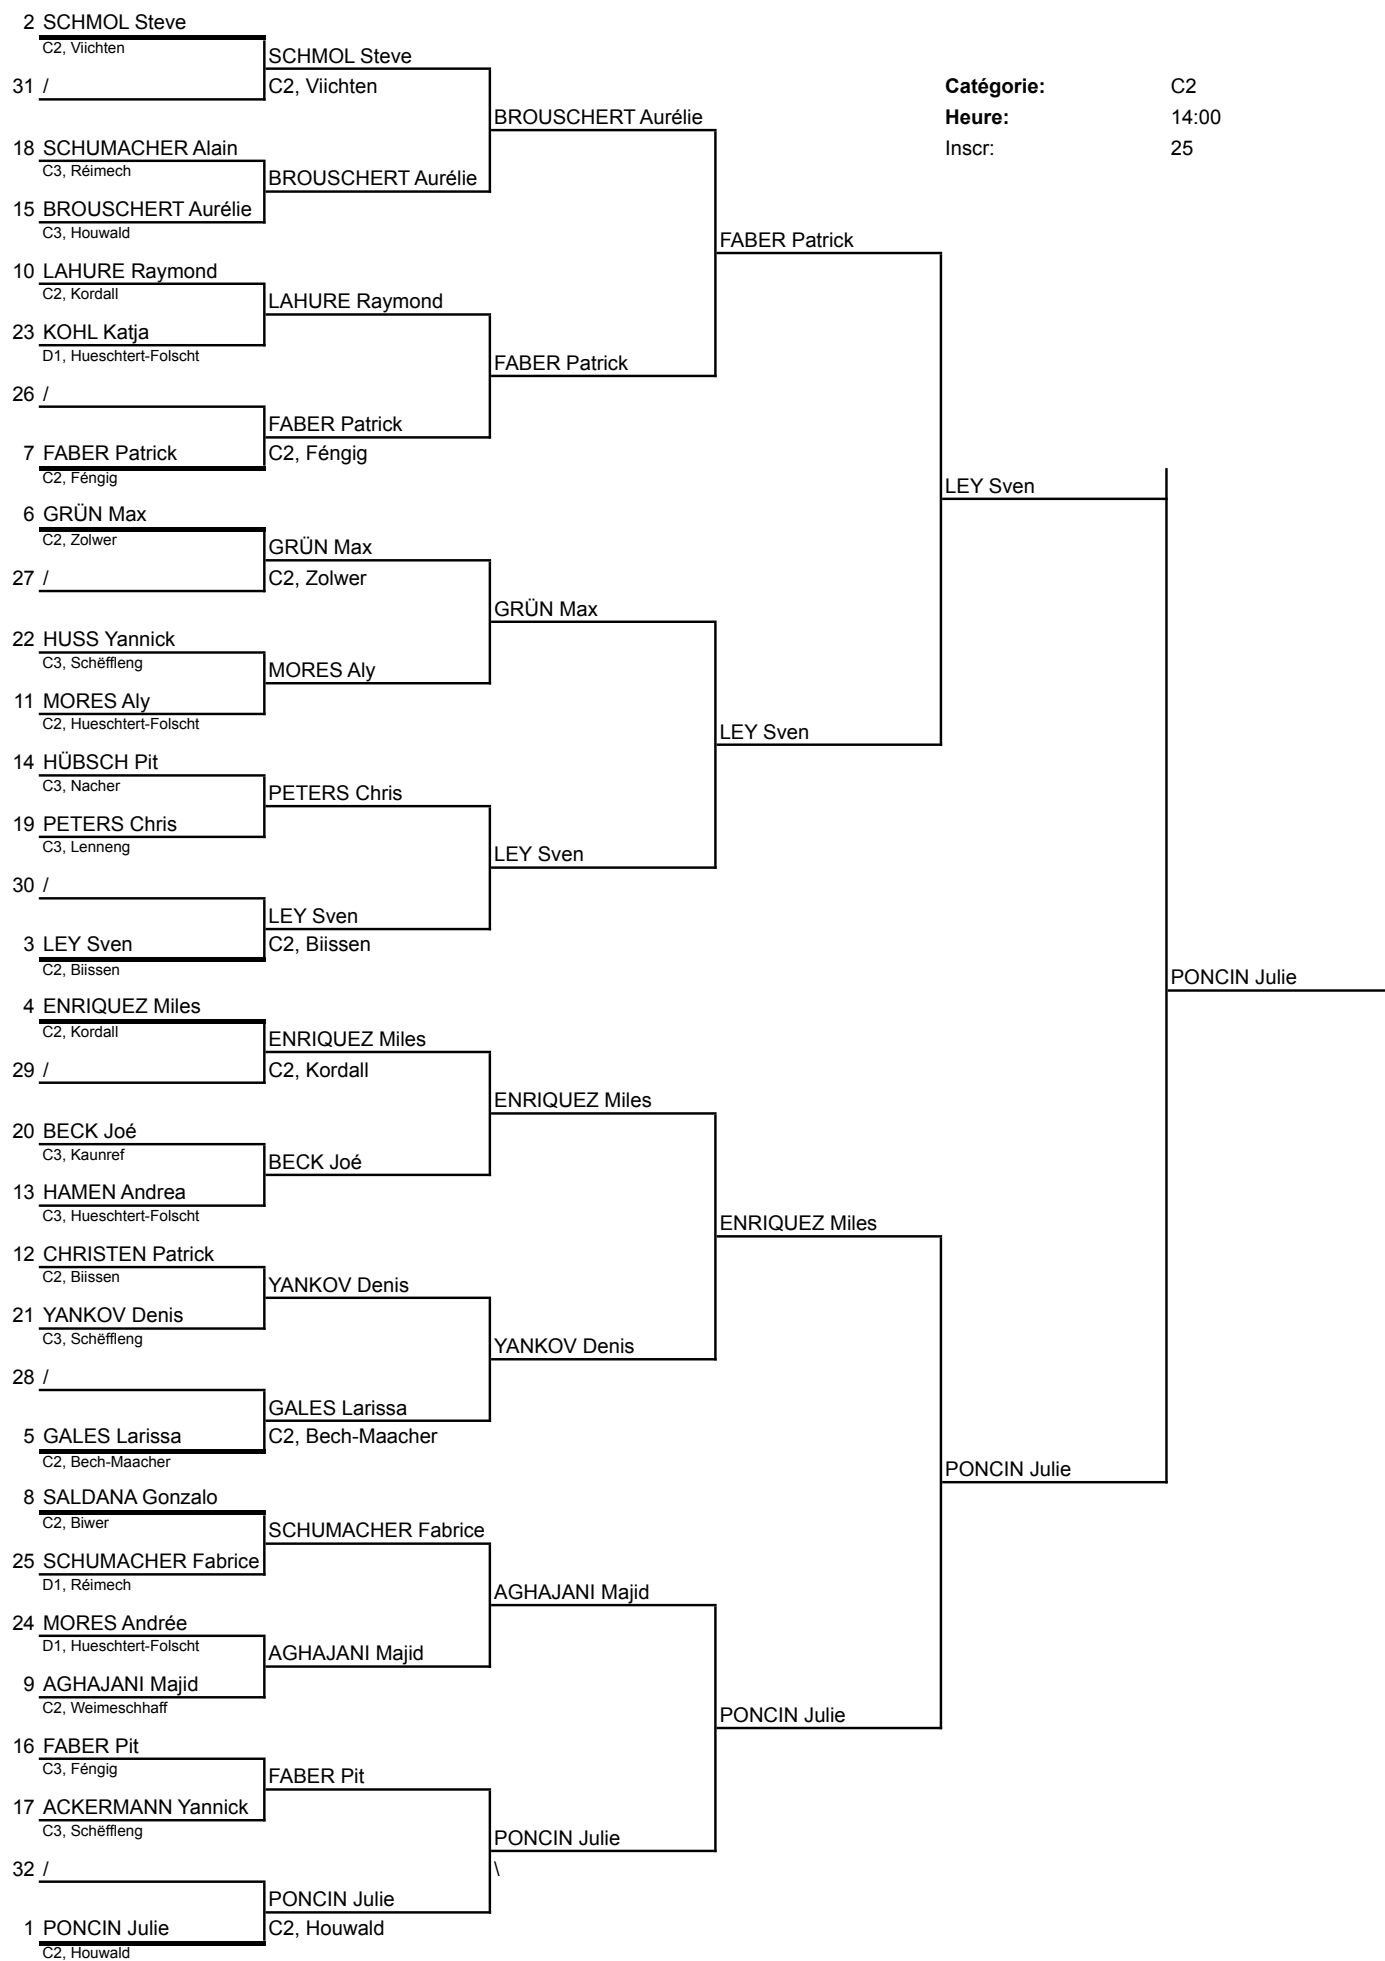 2 SCHMOL Steve
C2, Viichten
SCHMOL Steve
31 /
C2, Viichten
Catégorie: C2
BROUSCHERT Aurélie
Heure: 14:00
18 SCHUMACHER Alain
Inscr: 25
C3, Réimech
BROUSCHERT Aurélie
15 BROUSCHERT Aurélie
C3, Houwald
FABER Patrick
10 LAHURE Raymond
C2, Kordall
LAHURE Raymond
23 KOHL Katja
D1, Hueschtert-Folscht
FABER Patrick
26 /
FABER Patrick
7 FABER Patrick
C2, Féngig
C2, Féngig
LEY Sven
6 GRÜN Max
C2, Zolwer
GRÜN Max
27 /
C2, Zolwer
GRÜN Max
22 HUSS Yannick
C3, Schëffleng
MORES Aly
11 MORES Aly
C2, Hueschtert-Folscht
LEY Sven
14 HÜBSCH Pit
C3, Nacher
PETERS Chris
19 PETERS Chris
C3, Lenneng
LEY Sven
30 /
LEY Sven
3 LEY Sven
C2, Biissen
C2, Biissen
PONCIN Julie
4 ENRIQUEZ Miles
C2, Kordall
ENRIQUEZ Miles
29 /
C2, Kordall
ENRIQUEZ Miles
20 BECK Joé
C3, Kaunref
BECK Joé
13 HAMEN Andrea
C3, Hueschtert-Folscht
ENRIQUEZ Miles
12 CHRISTEN Patrick
C2, Biissen
YANKOV Denis
21 YANKOV Denis
C3, Schëffleng
YANKOV Denis
28 /
GALES Larissa
5 GALES Larissa
C2, Bech-Maacher
C2, Bech-Maacher
PONCIN Julie
8 SALDANA Gonzalo
C2, Biwer
SCHUMACHER Fabrice
25 SCHUMACHER Fabrice
D1, Réimech
AGHAJANI Majid
24 MORES Andrée
D1, Hueschtert-Folscht
AGHAJANI Majid
9 AGHAJANI Majid
C2, Weimeschhaff
PONCIN Julie
16 FABER Pit
C3, Féngig
FABER Pit
17 ACKERMANN Yannick
C3, Schëffleng
PONCIN Julie
32 /
\
PONCIN Julie
1 PONCIN Julie
C2, Houwald
C2, Houwald